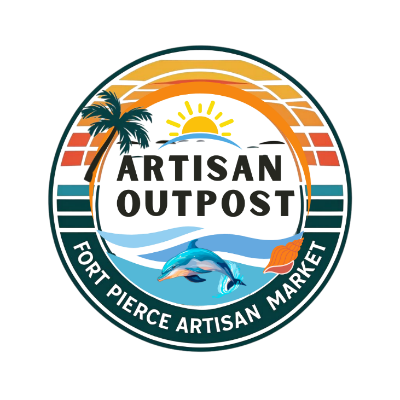 ARTISAN
OUTPOST
FORT PIERCE ARTISAN MARKET